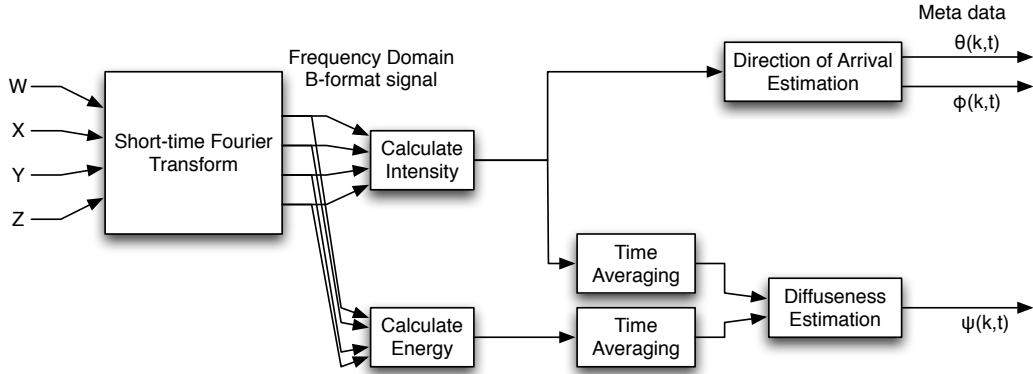 Meta data
Frequency Domain
B-format signal
W
X
Y
Z
Short-time Fourier
Transform
Calculate
Intensity
Direction of Arrival
Estimation
θ(k,t)
ϕ(k,t)
Time
Averaging
Calculate
Energy
Time
Averaging
Diffuseness
Estimation
ψ(k,t)